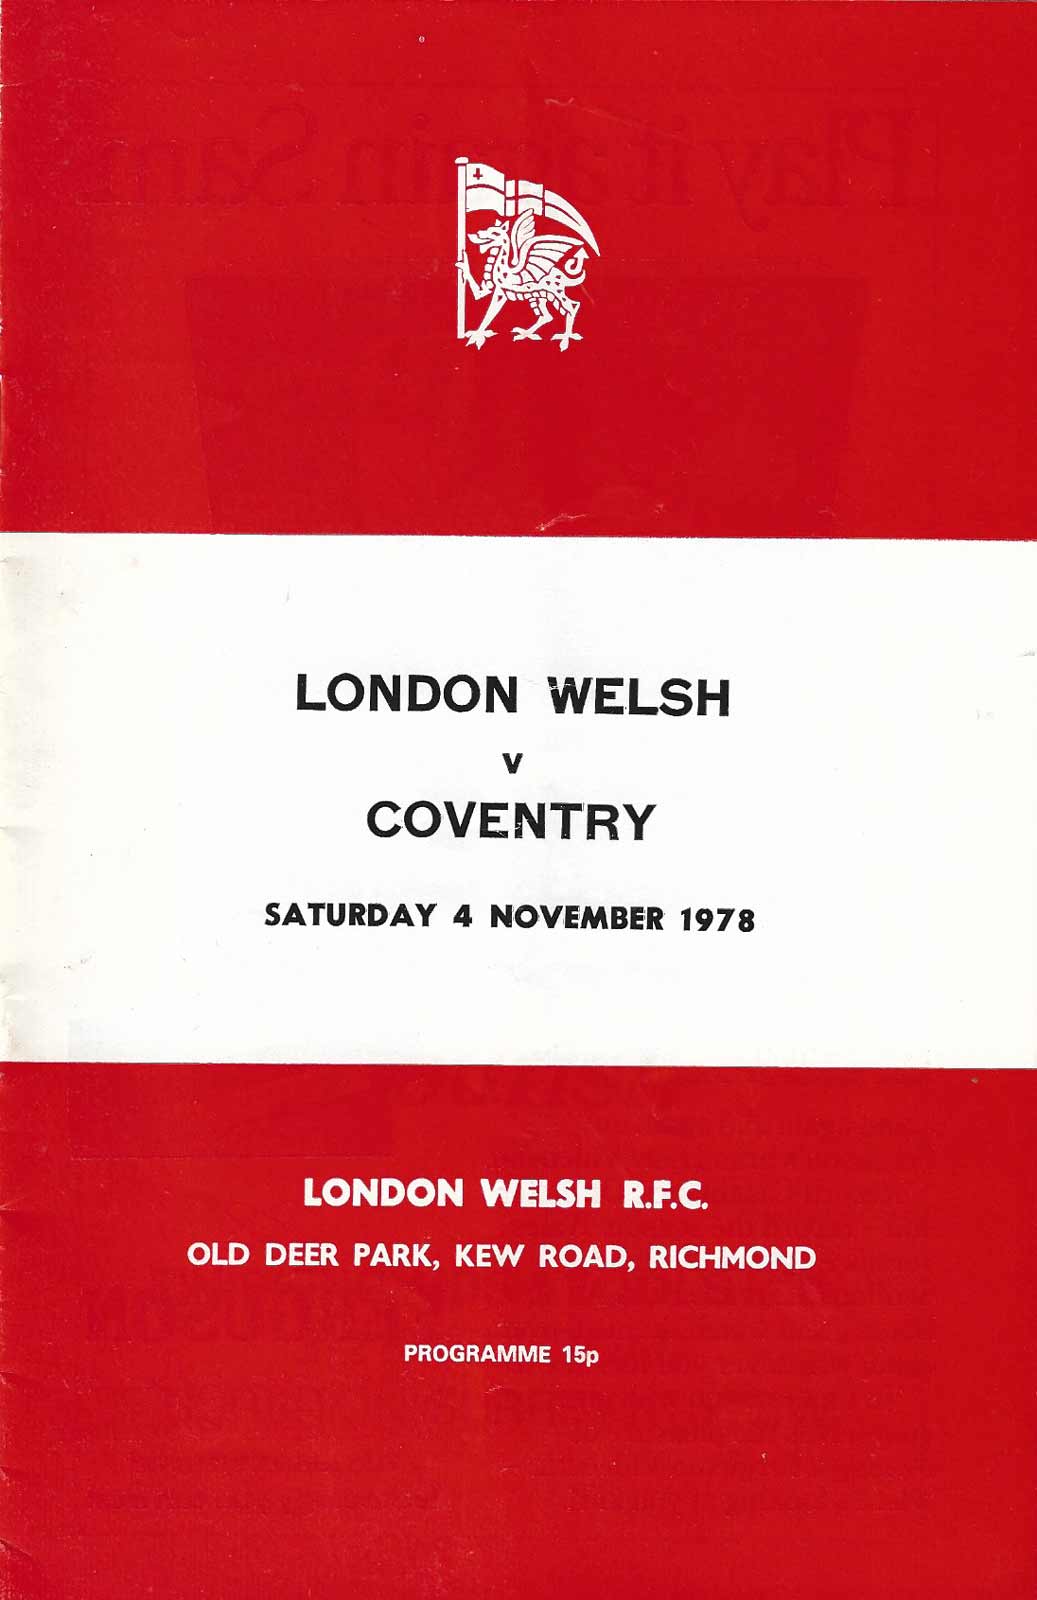 LONDON WELSH
v
COVENTRY
SATURDAY 4 NOVEMBER 1978
LONDON WELSH R.F.C.
OLD DEER PARK, KEW ROAD, RICHMOND
PROGRAMME 15p